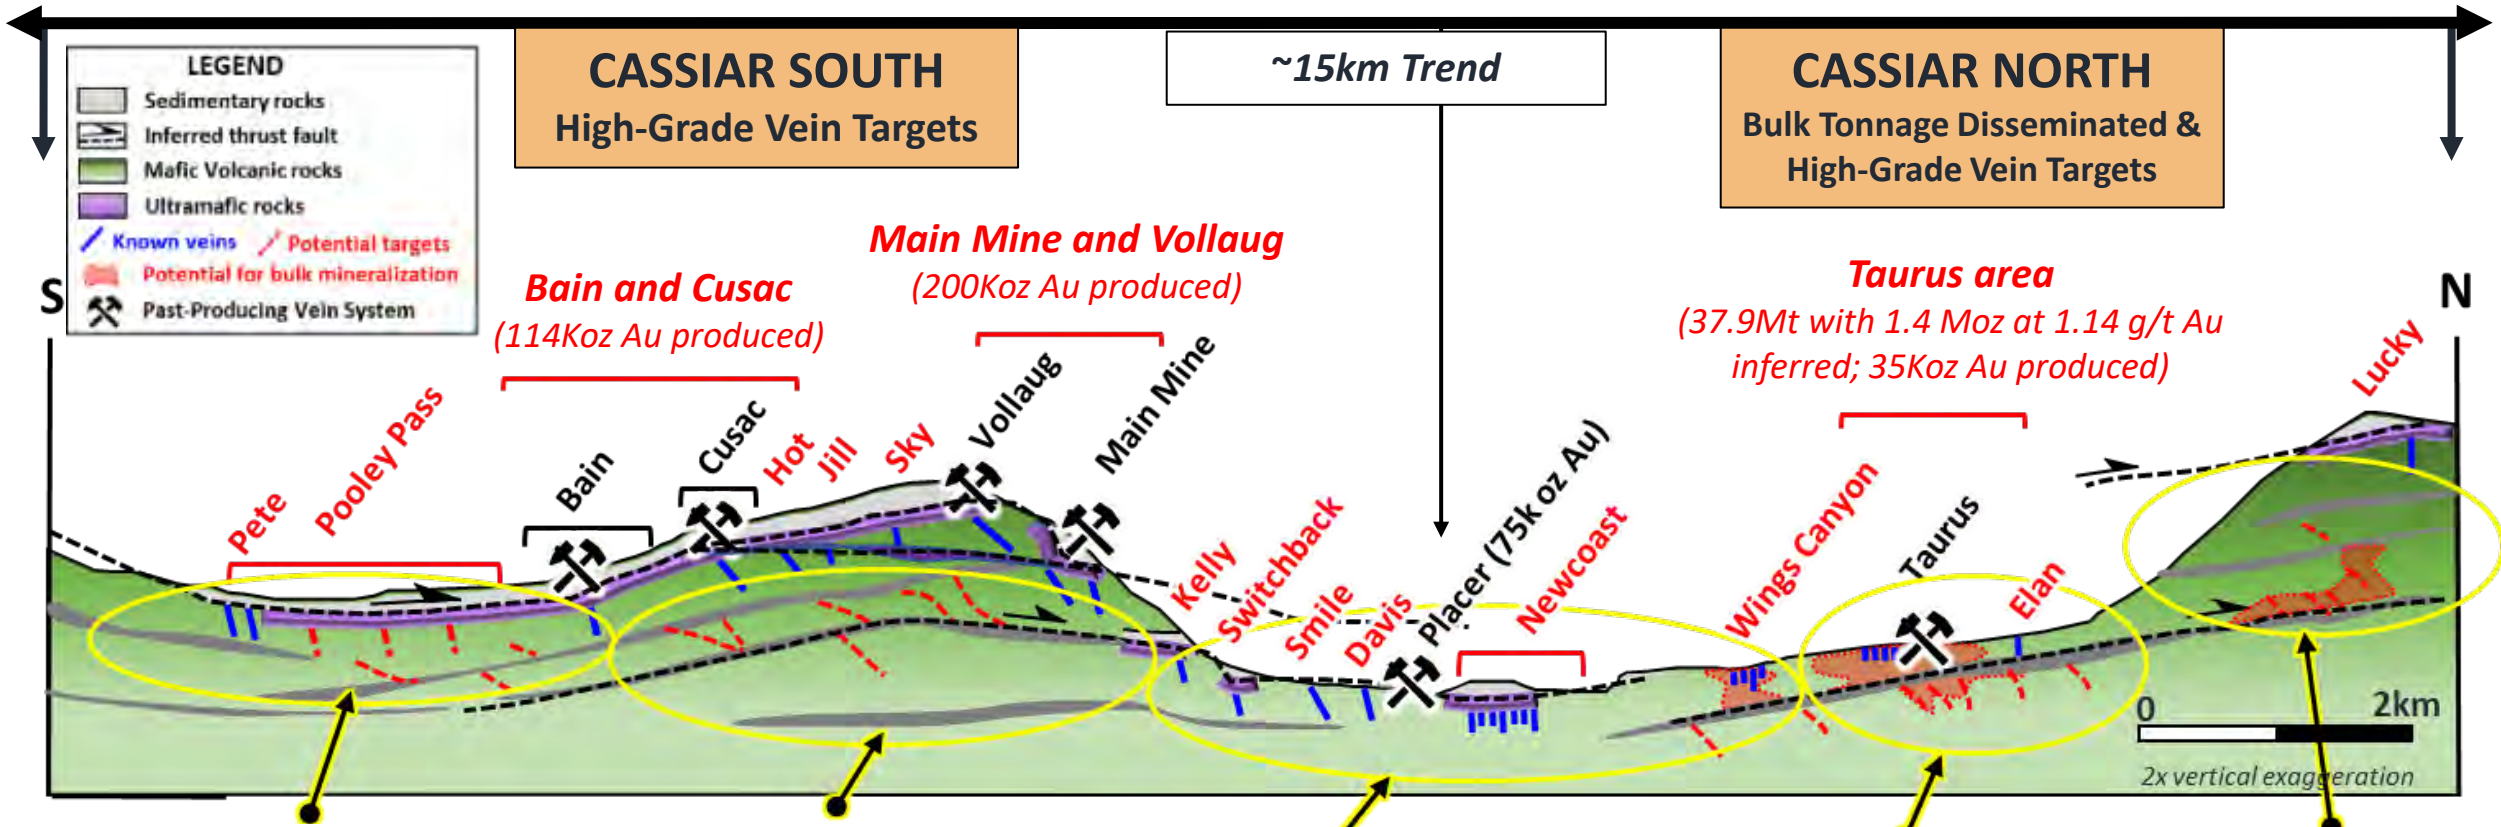 CASSIAR SOUTH
High-Grade Vein Targets
~15km Trend
CASSIAR NORTH
Bulk Tonnage Disseminated &
High-Grade Vein Targets
LEGEND
Sedimentary rocks
Inferred thrust fault
Mafic Volcanic rocks
Ultramafic rocks
Known veins
Potential targets
Potential for bulk mineralization
Past-Producing Vein System
S
N
Bain and Cusac
(114Koz Au produced)
Main Mine and Vollaug
(200Koz Au produced)
Taurus area
(37.9Mt with 1.4 Moz at 1.14 g/t Au
inferred; 35Koz Au produced)
Pete
Pooley Pass
Bain
Cusac
Hot
Jill
Sky
Vollaug
Main Mine
Kelly
Switchback
Smile
Davis
Placer (75k oz Au)
Newcoast
Wings Canyon
Taurus
Elan
Lucky
0
2km
2x vertical exaggeration